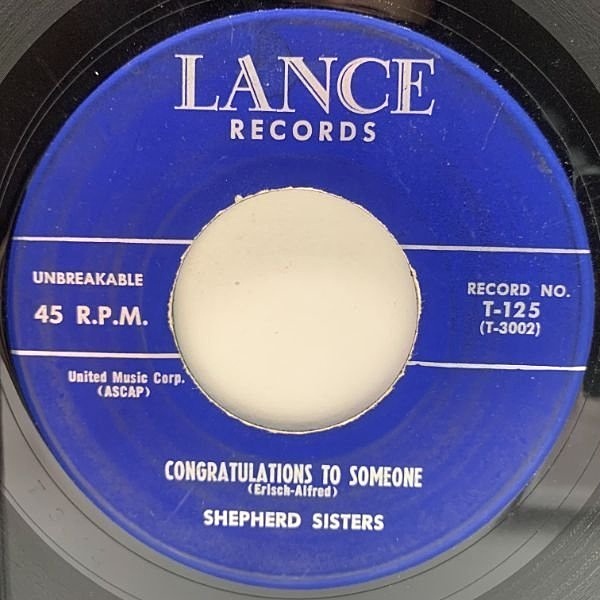 LANCE
RECORDS
UNBREAKABLE
45 R.P.M.
RECORD NO.
T-125
(T-3002)
United Music Corp.
(ASCAP)
CONGRATULATIONS TO SOMEONE
(Erisch-Alfred)
SHEPHERD SISTERS